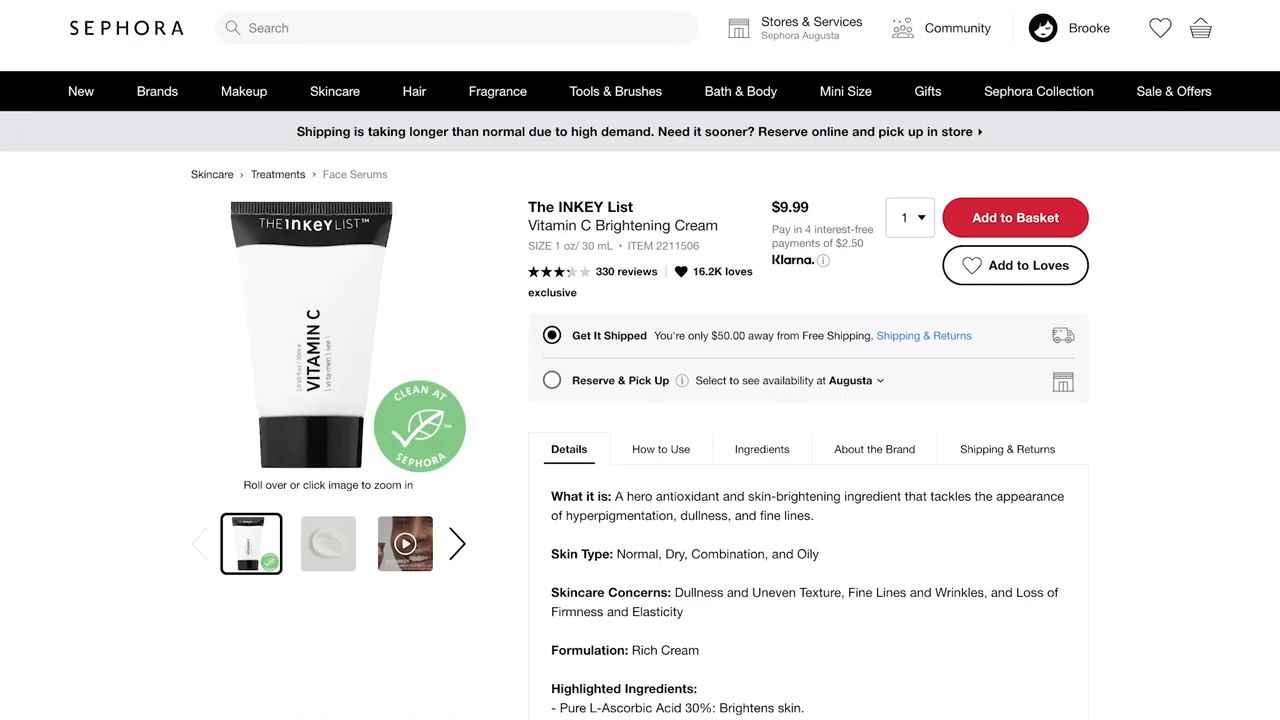 SEPHORA
Search
Stores & Services
Sephora Augusta
Community
Brooke
New
Brands
Makeup
Skincare
Hair
Fragrance
Tools & Brushes
Bath & Body
Mini Size
Gifts
Sephora Collection
Sale & Offers
Shipping is taking longer than normal due to high demand. Need it sooner? Reserve online and pick up in store
Skincare › Treatments › Face Serums
THE INKEY LIST™
VITAMIN C
CLEAN AT
SEPHORA
Roll over or click image to zoom in
The INKEY List
Vitamin C Brightening Cream
SIZE 1 oz/ 30 mL • ITEM 2211506
330 reviews
16.2K loves
exclusive
$9.99
Pay in 4 interest-free
payments of $2.50
Klarna.
1
Add to Basket
Add to Loves
Get It Shipped You're only $50.00 away from Free Shipping. Shipping & Returns
Reserve & Pick Up Select to see availability at Augusta
Details
How to Use
Ingredients
About the Brand
Shipping & Returns
What it is: A hero antioxidant and skin-brightening ingredient that tackles the appearance
of hyperpigmentation, dullness, and fine lines.
Skin Type: Normal, Dry, Combination, and Oily
Skincare Concerns: Dullness and Uneven Texture, Fine Lines and Wrinkles, and Loss of
Firmness and Elasticity
Formulation: Rich Cream
Highlighted Ingredients:
- Pure L-Ascorbic Acid 30%: Brightens skin.